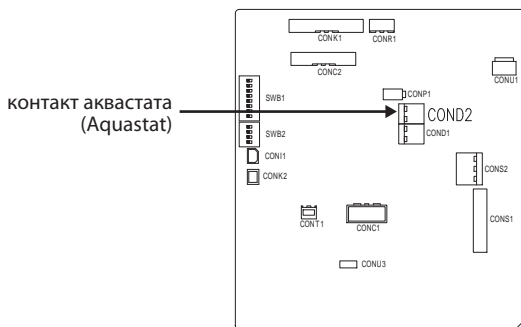 CONK1
CONR1
CONC2
CONU1
CONP1
SWB1
COND2
контакт аквастата
(Aquastat)
COND1
SWB2
CONI1
CONS2
CONK2
CONS1
CONT1
CONC1
CONU3